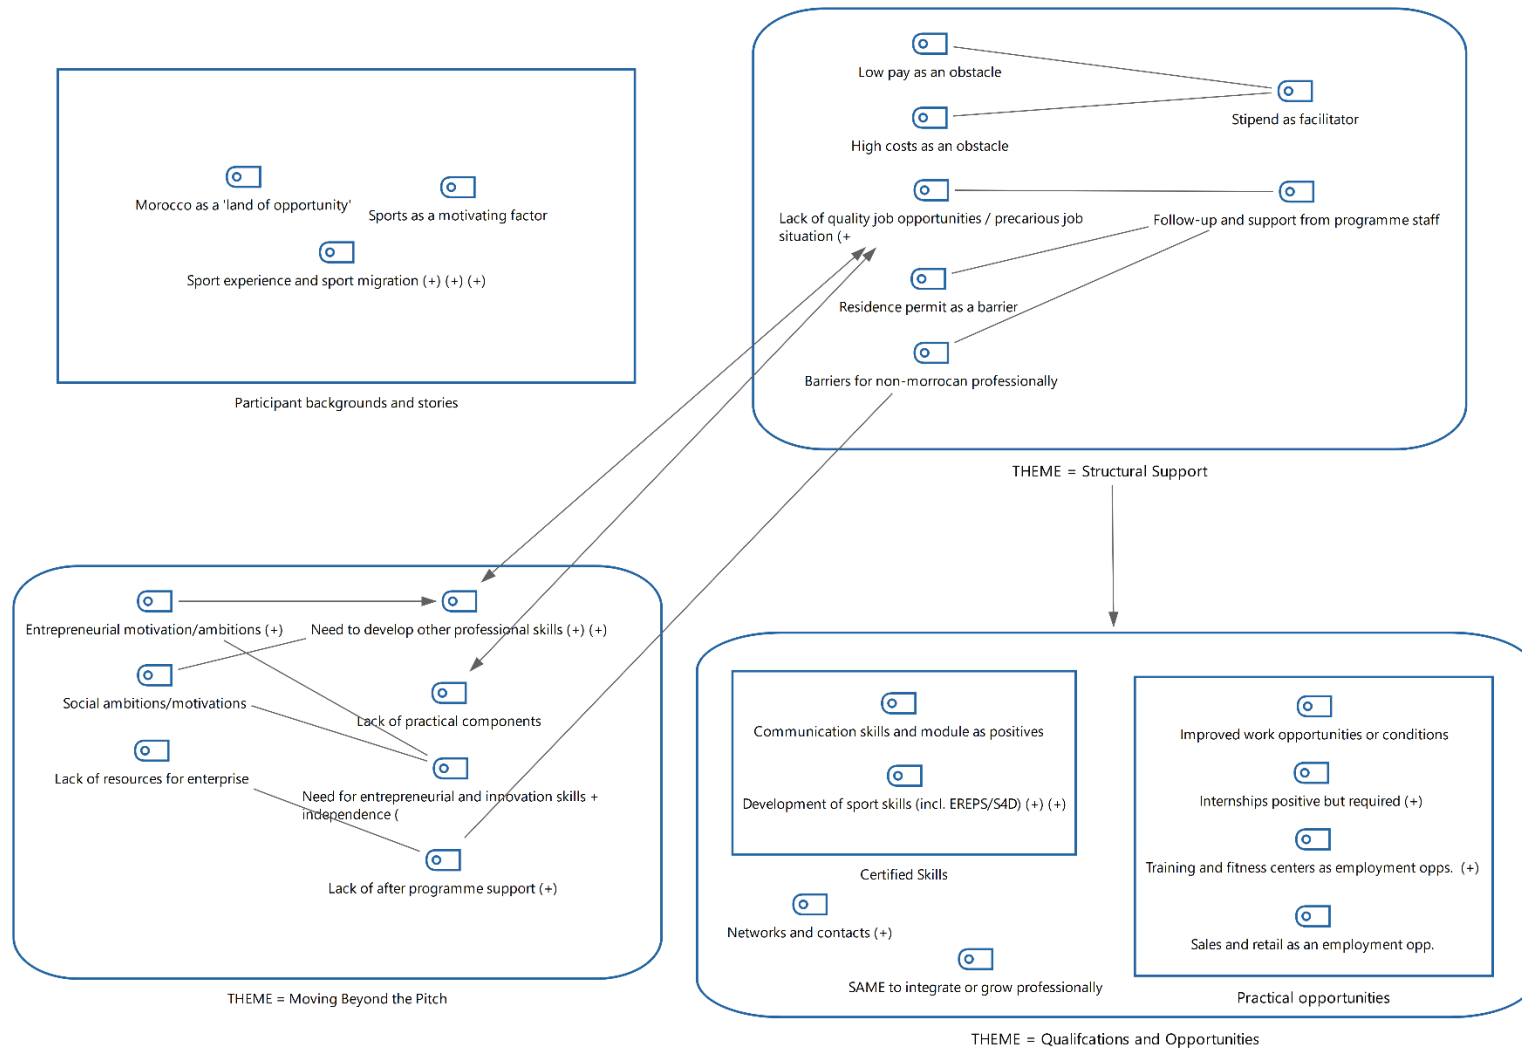 Morocco as a 'land of opportunity'
Sports as a motivating factor
Sport experience and sport migration (+) (+) (+)
Participant backgrounds and stories
Low pay as an obstacle
Stipend as facilitator
High costs as an obstacle
Lack of quality job opportunities / precarious job
situation (+
Follow-up and support from programme staff
Residence permit as a barrier
Barriers for non-morrocan professionally
THEME = Structural Support
Entrepreneurial motivation/ambitions (+)
Need to develop other professional skills (+) (+)
Social ambitions/motivations
Lack of practical components
Lack of resources for enterprise
Need for entrepreneurial and innovation skills +
independence (
Lack of after programme support (+)
THEME = Moving Beyond the Pitch
Communication skills and module as positives
Development of sport skills (incl. EREPS/S4D) (+) (+)
Certified Skills
Networks and contacts (+)
SAME to integrate or grow professionally
Improved work opportunities or conditions
Internships positive but required (+)
Training and fitness centers as employment opps. (+)
Sales and retail as an employment opp.
Practical opportunities
THEME = Qualifcations and Opportunities